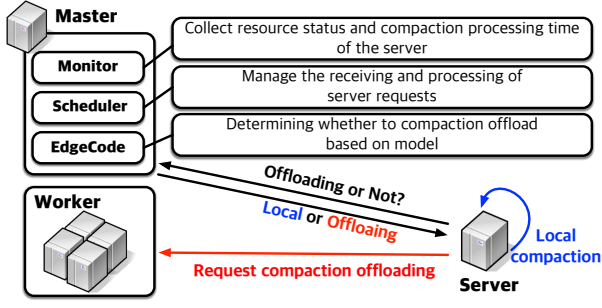 Master
Collect resource status and compaction processing time
of the server
Monitor
Manage the receiving and processing of
server requests
Scheduler
Determining whether to compaction offload
based on model
EdgeCode
Offloading or Not?
Local or Offloaing
Worker
Local
compaction
Request compaction offloading
Server